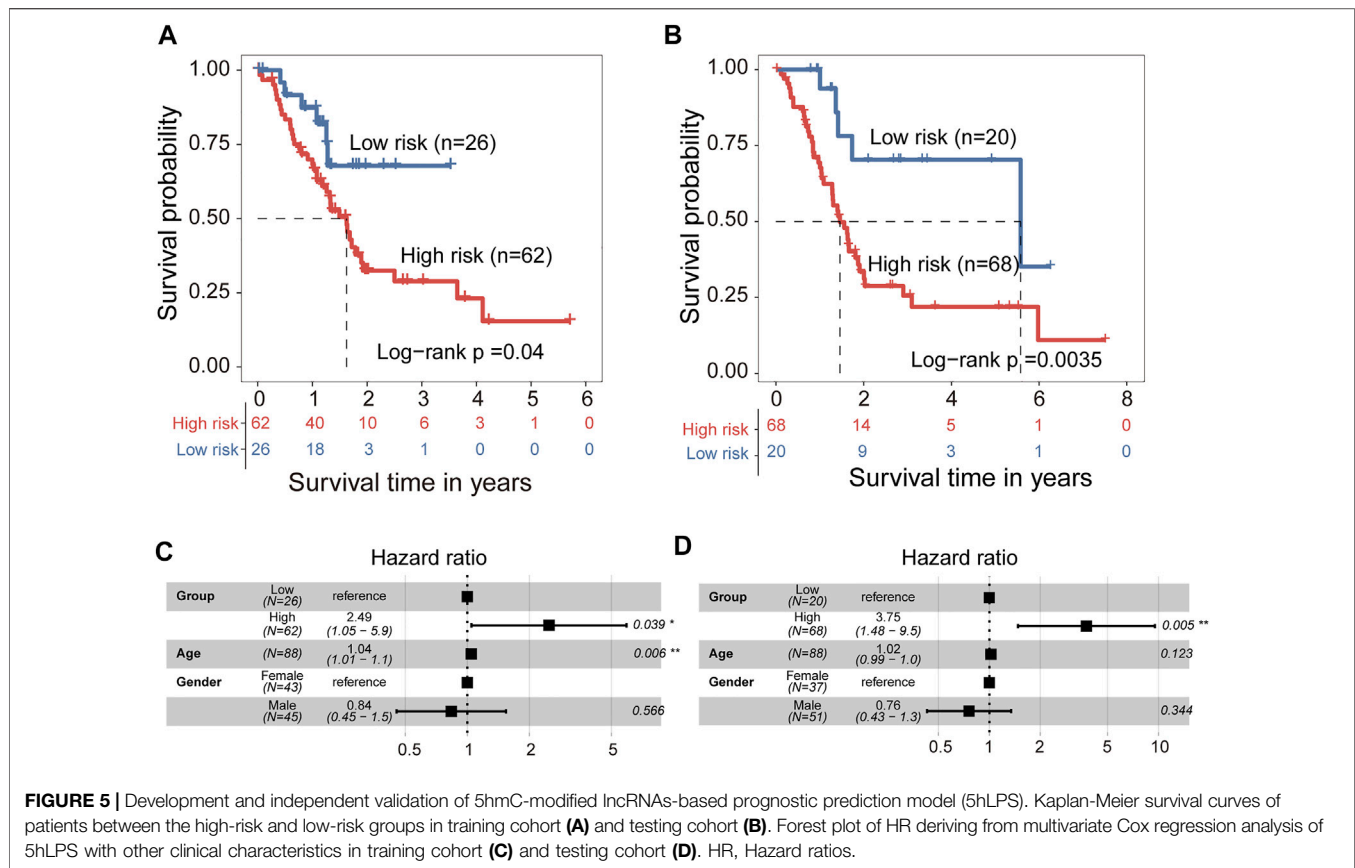 A
1.00
0.75
0.50
0.25
0.00
Survival probability
Low risk (n=26)
High risk (n=62)
Log−rank p =0.04
0 1 2 3 4 5 6
High risk 62 40 10 6 3 1 0
Low risk 26 18 3 1 0 0 0
Survival time in years
B
1.00
0.75
0.50
0.25
0.00
Survival probability
Low risk (n=20)
High risk (n=68)
Log−rank p =0.0035
0 2 4 6 8
High risk 68 14 5 1 0
Low risk 20 9 3 1 0
Survival time in years
C
Hazard ratio
Group Low reference
(N=26)
High 2.49
(N=62) (1.05 − 5.9) 0.039 *
Age (N=88) 1.04 0.006 **
(1.01 − 1.1)
Gender Female reference
(N=43)
Male 0.84
(N=45) (0.45 − 1.5) 0.566
0.5 1 2 5
D
Hazard ratio
Group Low reference
(N=20)
High 3.75
(N=68) (1.48 − 9.5) 0.005 **
Age (N=88) 1.02 0.123
(0.99 − 1.0)
Gender Female reference
(N=37)
Male 0.76
(N=51) (0.43 − 1.3) 0.344
0.5 1 2 5 10
FIGURE 5 | Development and independent validation of 5hmC-modified lncRNAs-based prognostic prediction model (5hLPS). Kaplan-Meier survival curves of
patients between the high-risk and low-risk groups in training cohort (A) and testing cohort (B). Forest plot of HR deriving from multivariate Cox regression analysis of
5hLPS with other clinical characteristics in training cohort (C) and testing cohort (D). HR, Hazard ratios.